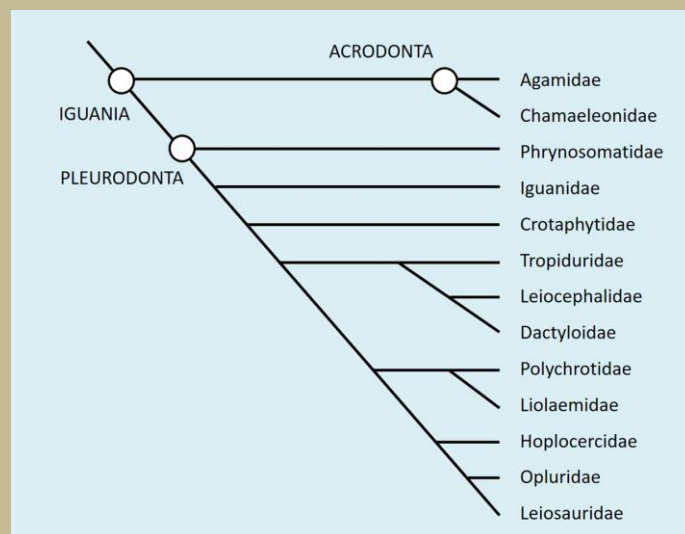 ACRODONTA
Agamidae
IGUANIA
Chamaeleonidae
Phrynosomatidae
PLEURODONTA
Iguanidae
Crotaphytidae
Tropiduridae
Leiocephalidae
Dactyloidae
Polychrotidae
Liolaemidae
Hoplocercidae
Opluridae
Leiosauridae